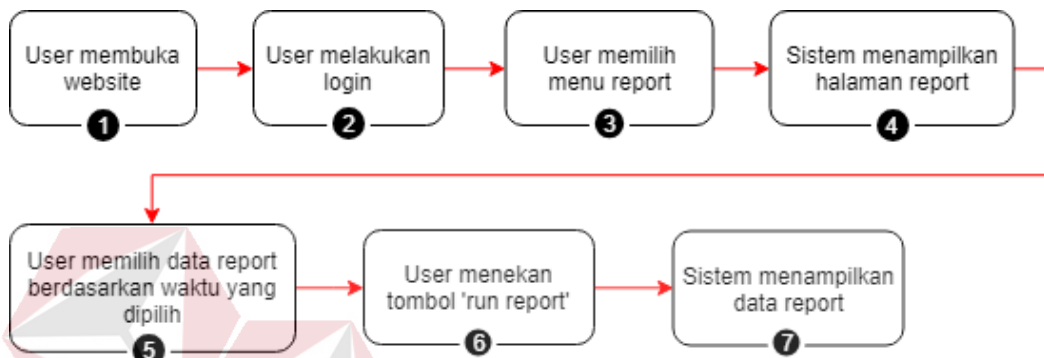 User membuka
website
1
User melakukan
login
2
User memilih
menu report
3
Sistem menampilkan
halaman report
4
User memilih data report
berdasarkan waktu yang
dipilih
5
User menekan
tombol 'run report'
6
Sistem menampilkan
data report
7